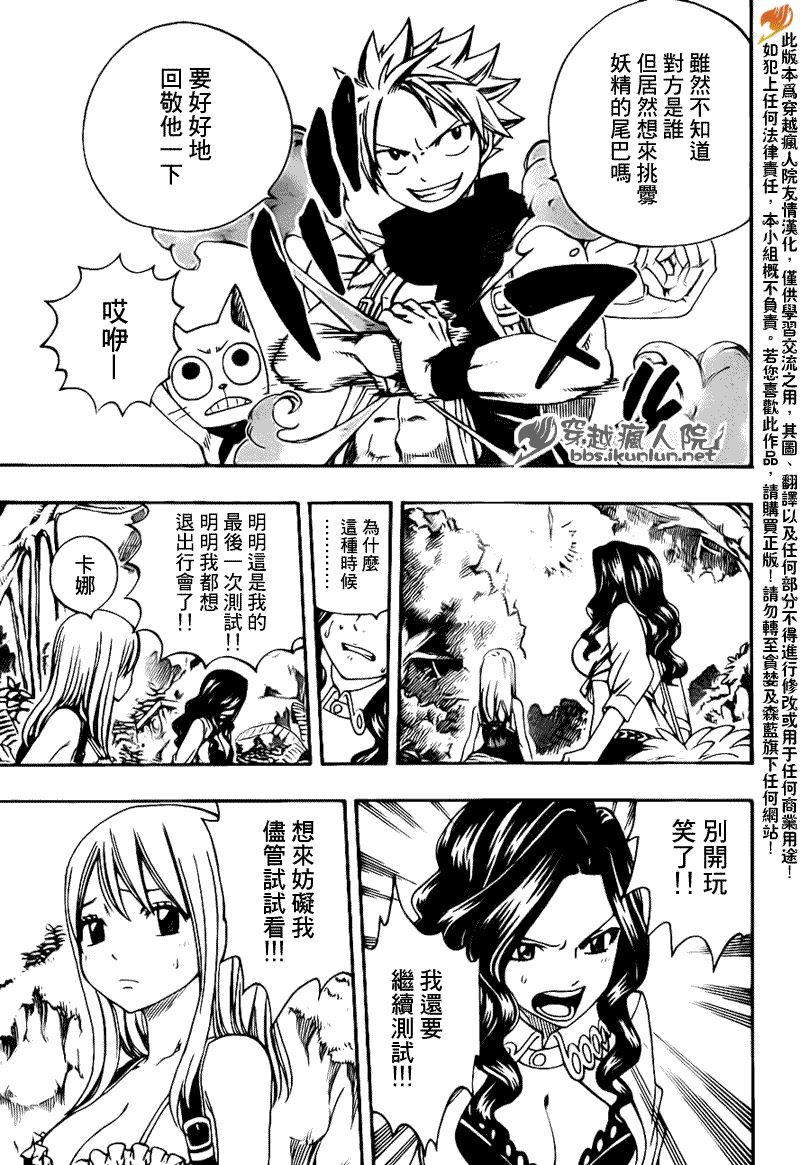 雖然不知道
對方是誰
但居然想來挑釁
妖精的尾巴嗎
要好好地
回敬他一下
哎咿—
為什麼
這種時候
…………
明明這是我的
最後一次測試!!
明明我都想
退出行會了!!
卡娜
別開玩
笑了!!
我還要
繼續測試!!!
想來妨礙我
儘管試試看!!!
穿越瘋人院
bbs.ikunlun.net
此版本爲穿越瘋人院友情漢化，僅供學習交流之用，其圖、翻譯以及任何部分不得進行修改或用于任何商業用途！
如犯上任何法律責任，本小組概不負責。若您喜歡此作品，請購買正版！請勿轉至貪婪及森藍旗下任何網站！